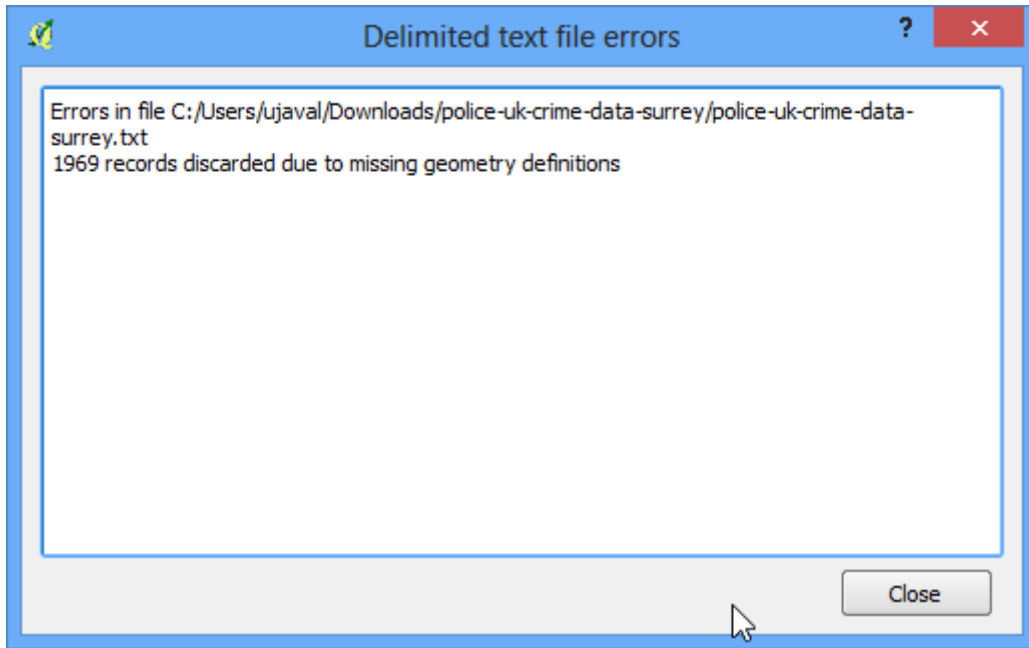 Delimited text file errors
?
Errors in file C:/Users/ujaval/Downloads/police-uk-crime-data-surrey/police-uk-crime-data-
surrey.txt
1969 records discarded due to missing geometry definitions
Close